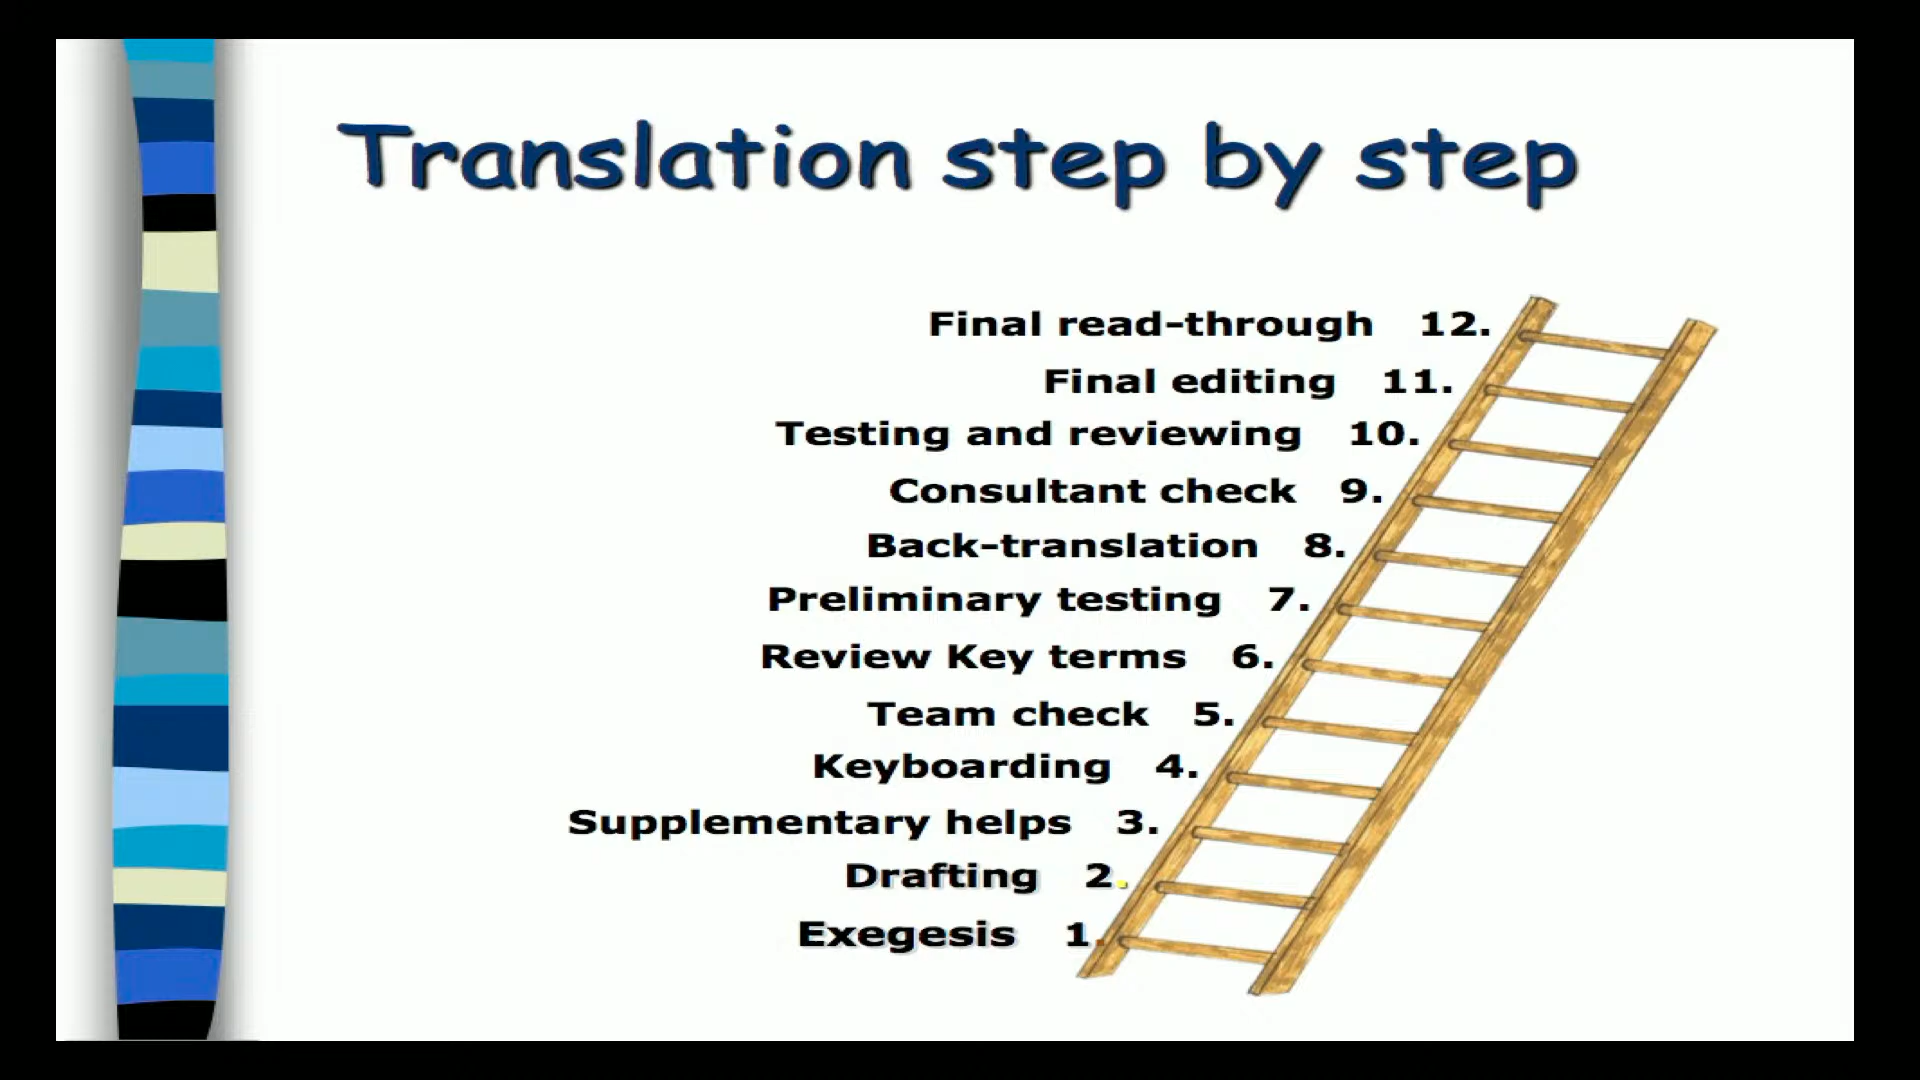 Translation step by step
Final read-through 12.
Final editing 11.
Testing and reviewing 10.
Consultant check 9.
Back-translation 8.
Preliminary testing 7.
Review Key terms 6.
Team check 5.
Keyboarding 4.
Supplementary helps 3.
Drafting 2.
Exegesis 1.